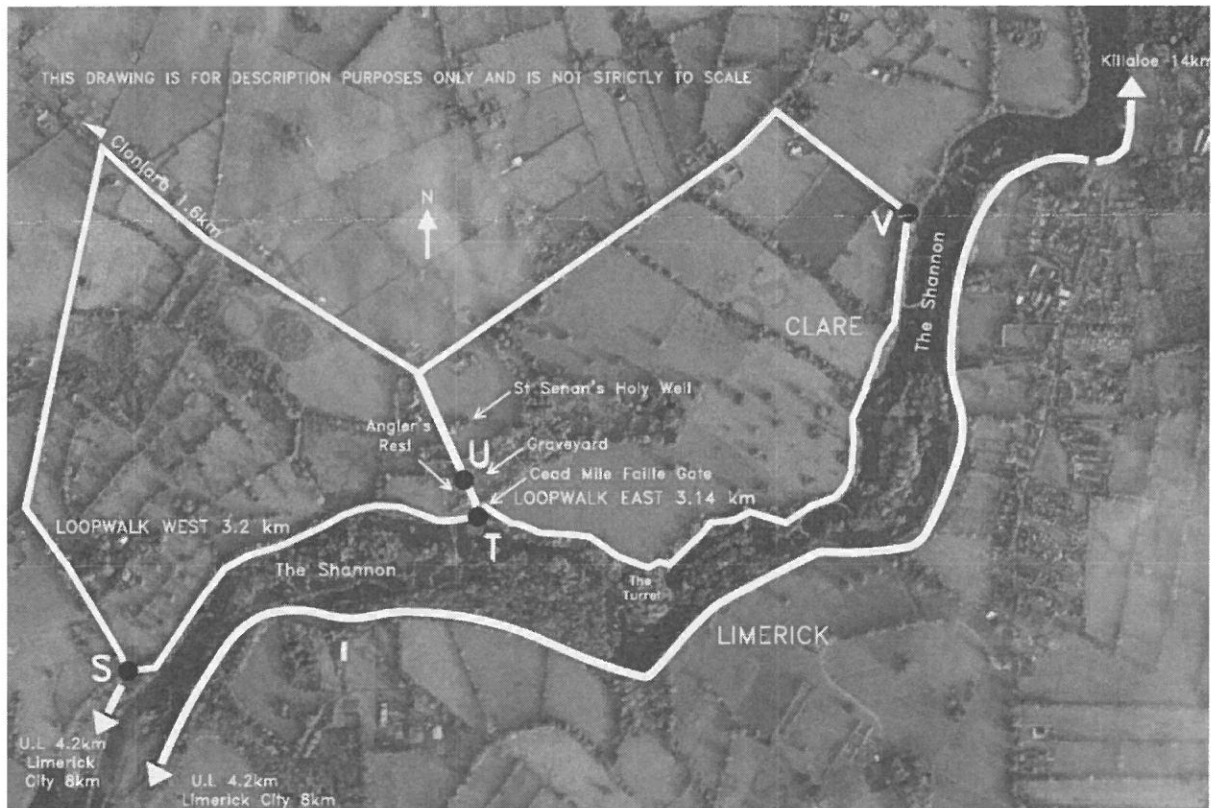 Killaloe 14km
THIS DRAWING IS FOR DESCRIPTION PURPOSES ONLY AND IS NOT STRICTLY TO SCALE
Clonlara 1.6km
N
V
The Shannon
CLARE
St Senan's Holy Well
Angler's
Rest
U
Graveyard
Cead Mile Failte Gate
LOOPWALK EAST 3.14 km
LOOPWALK WEST 3.2 km
T
The Shannon
The
Turret
LIMERICK
S
U.L 4.2km
Limerick
City 8km
U.L 4.2km
Limerick City 8km